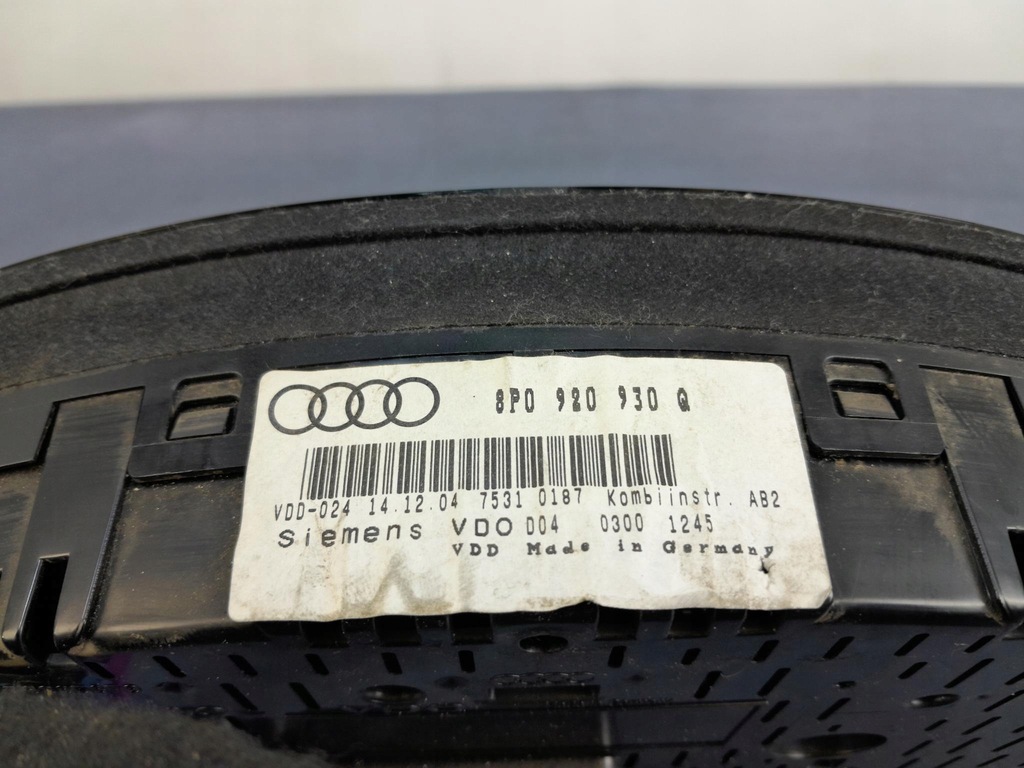 8P0 920 930 Q
VDD-024 14.12.04 7531 0187 Kombiinstr. AB2
Siemens VDO D04 0300 1245
VDD Made in Germany